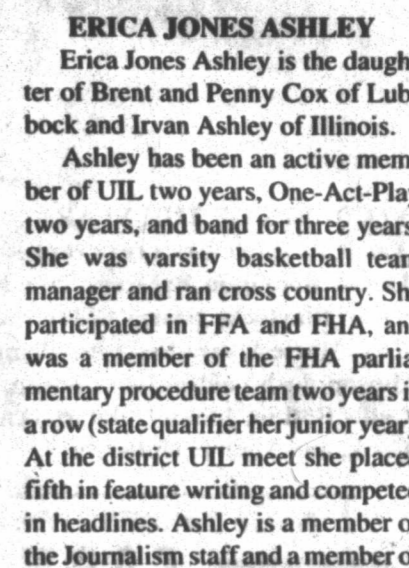 ERICA JONES ASHLEY
Erica Jones Ashley is the daugh
ter of Brent and Penny Cox of Lub
bock and Irvan Ashley of Illinois.
Ashley has been an active mem
ber of UIL two years, One-Act-Play
two years, and band for three years
She was varsity basketball team
manager and ran cross country. Sh
participated in FFA and FHA, an
was a member of the FHA parlia
mentary procedure team two years i
a row (state qualifier her junior year
At the district UIL meet she place
fifth in feature writing and compete
in headlines. Ashley is a member o
the Journalism staff and a member o